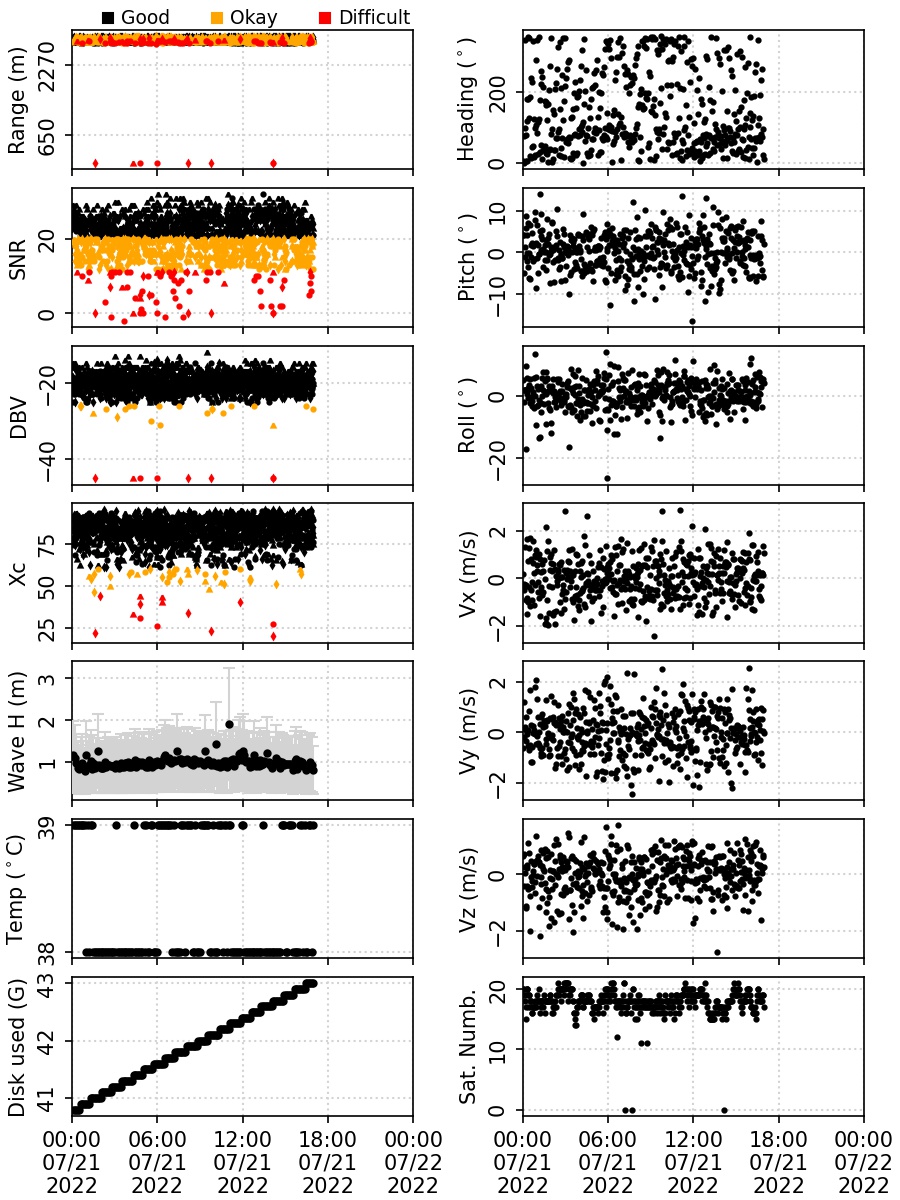 Good Okay Difficult
Range (m)
2270
650
Heading (°)
200
0
SNR
20
0
Pitch (°)
10
0
−10
DBV
−20
−40
Roll (°)
0
−20
Xc
75
50
25
Vx (m/s)
2
0
−2
Wave H (m)
3
2
1
Vy (m/s)
2
0
−2
Temp (°C)
39
38
Vz (m/s)
0
−2
Disk used (G)
43
42
41
Sat. Numb.
20
10
0
00:00 06:00 12:00 18:00 00:00
07/21 07/21 07/21 07/21 07/22
2022 2022 2022 2022 2022
00:00 06:00 12:00 18:00 00:00
07/21 07/21 07/21 07/21 07/22
2022 2022 2022 2022 2022